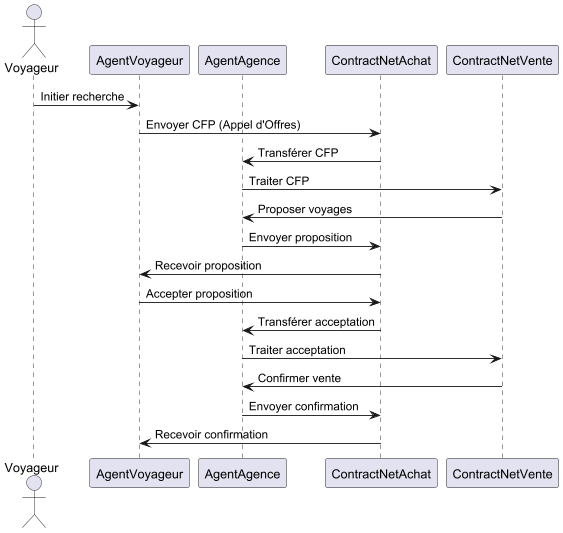 Voyageur
AgentVoyageur
AgentAgence
ContractNetAchat
ContractNetVente
Initier recherche
Envoyer CFP (Appel d'Offres)
Transférer CFP
Traiter CFP
Proposer voyages
Envoyer proposition
Recevoir proposition
Accepter proposition
Transférer acceptation
Traiter acceptation
Confirmer vente
Envoyer confirmation
Recevoir confirmation
Voyageur
AgentVoyageur
AgentAgence
ContractNetAchat
ContractNetVente